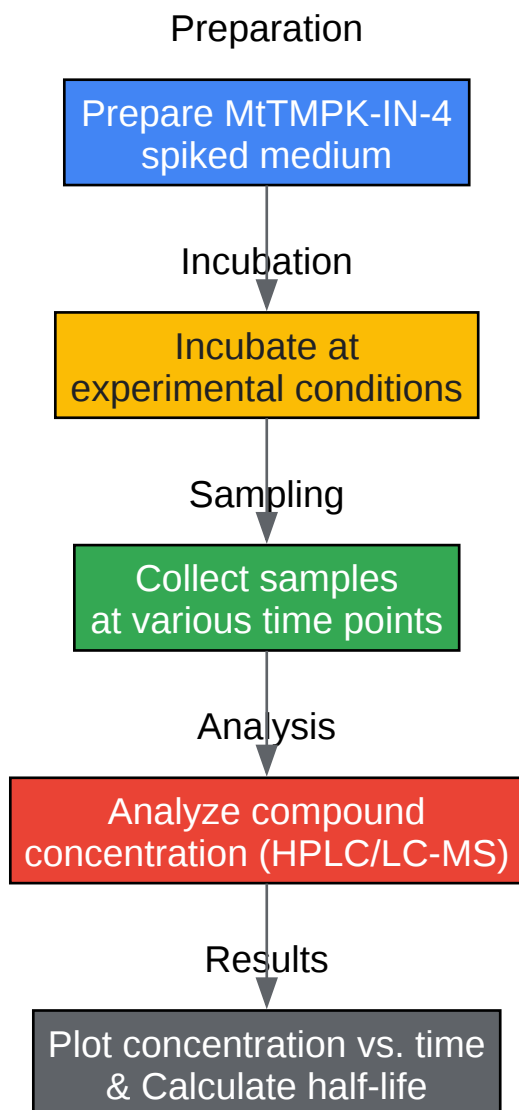 Preparation
Prepare MtTMPK-IN-4
spiked medium
Incubation
Incubate at
experimental conditions
Sampling
Collect samples
at various time points
Analysis
Analyze compound
concentration (HPLC/LC-MS)
Results
Plot concentration vs. time
& Calculate half-life